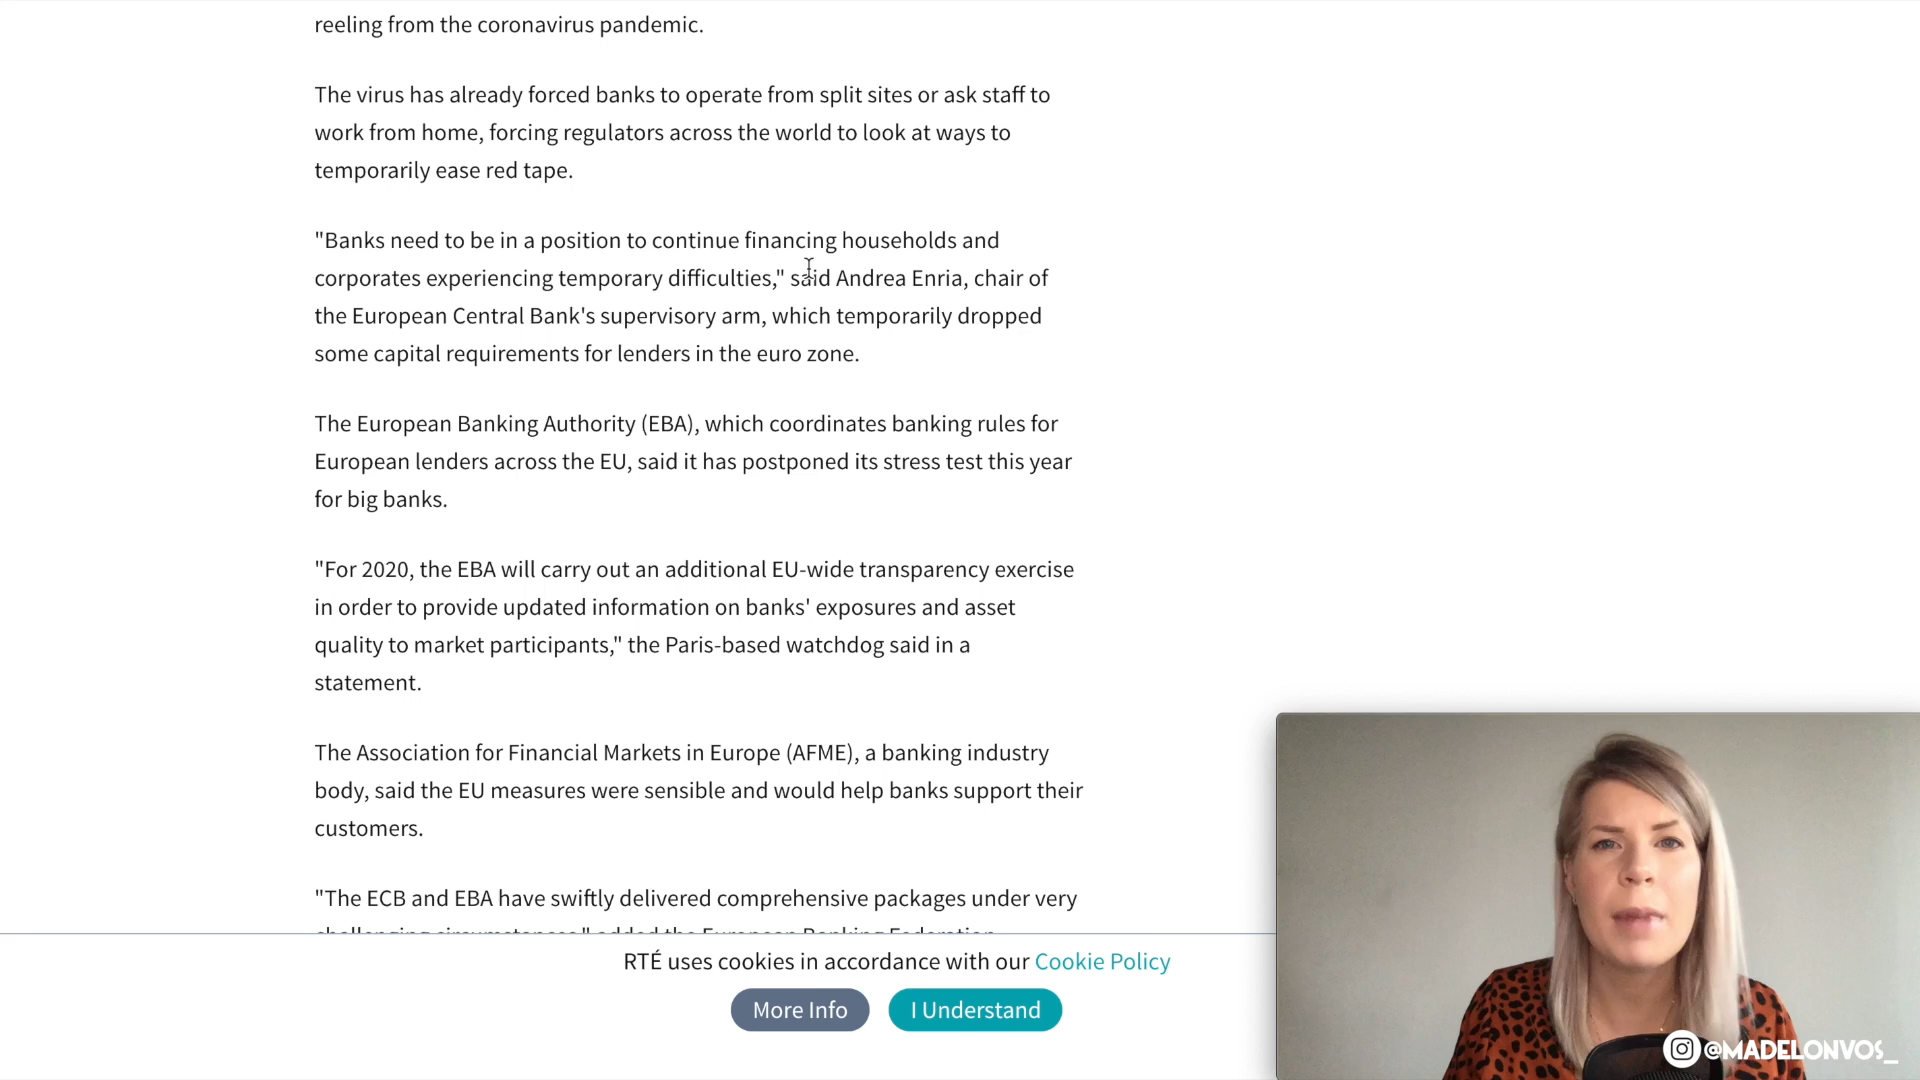 reeling from the coronavirus pandemic.
The virus has already forced banks to operate from split sites or ask staff to
work from home, forcing regulators across the world to look at ways to
temporarily ease red tape.
"Banks need to be in a position to continue financing households and
corporates experiencing temporary difficulties," said Andrea Enria, chair of
the European Central Bank's supervisory arm, which temporarily dropped
some capital requirements for lenders in the euro zone.
The European Banking Authority (EBA), which coordinates banking rules for
European lenders across the EU, said it has postponed its stress test this year
for big banks.
"For 2020, the EBA will carry out an additional EU-wide transparency exercise
in order to provide updated information on banks' exposures and asset
quality to market participants," the Paris-based watchdog said in a
statement.
The Association for Financial Markets in Europe (AFME), a banking industry
body, said the EU measures were sensible and would help banks support their
customers.
"The ECB and EBA have swiftly delivered comprehensive packages under very
challenging circumstances," added the European Banking Federation
RTÉ uses cookies in accordance with our Cookie Policy
More Info
I Understand
@MADELONVOS_